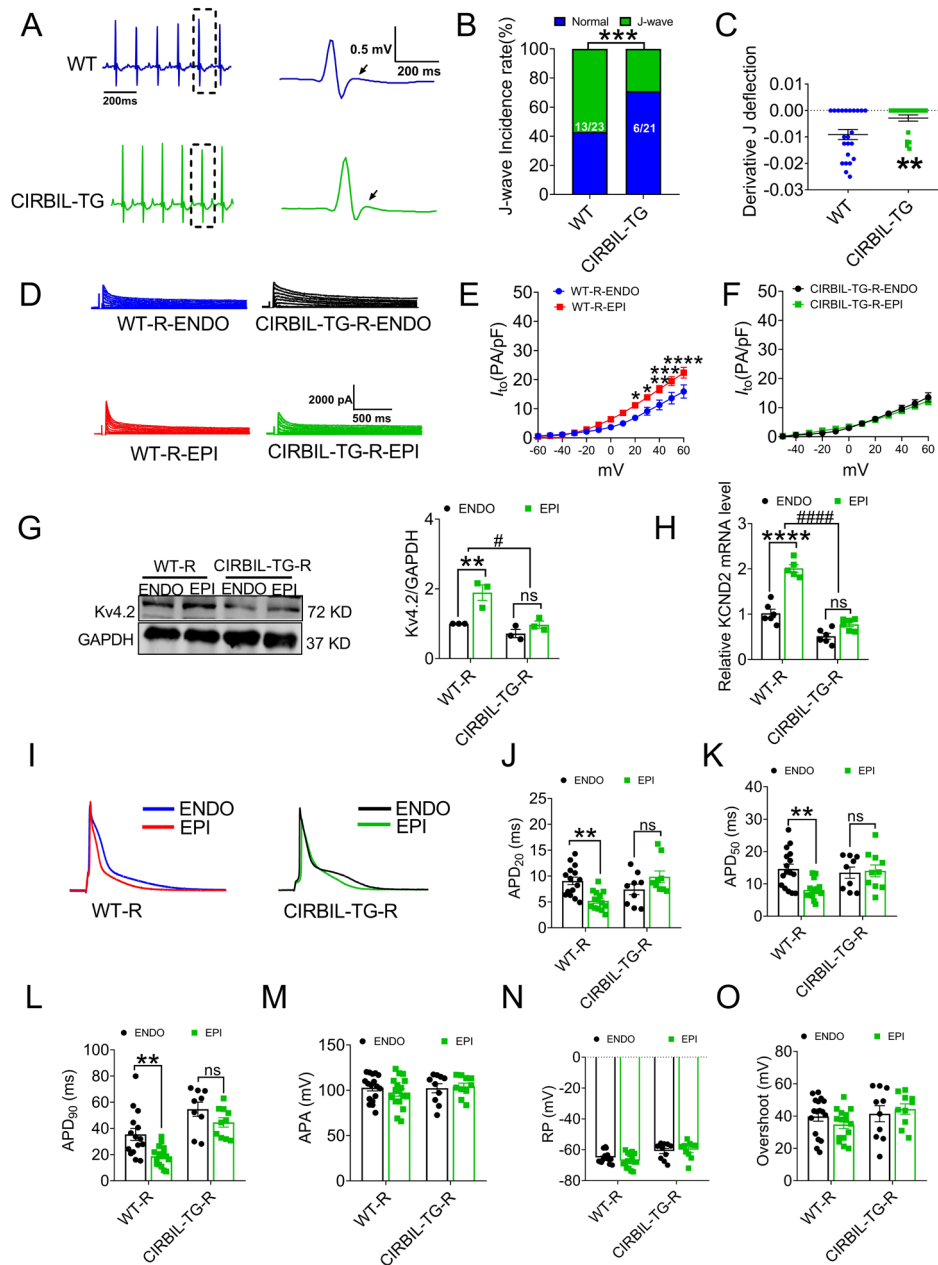 A
WT
200ms
0.5 mV
200 ms
CIRBIL-TG
B
Normal
J-wave
***
J-wave Incidence rate(%)
100
80
60
40
20
0
13/23
6/21
WT
CIRBIL-TG
C
Derivative J deflection
0.01
0.00
-0.01
-0.02
-0.03
**
WT
CIRBIL-TG
D
WT-R-ENDO
CIRBIL-TG-R-ENDO
2000 pA
500 ms
WT-R-EPI
CIRBIL-TG-R-EPI
E
WT-R-ENDO
WT-R-EPI
Ito(PA/pF)
50
40
30
20
10
0
* * ** *** ****
-60 -40 -20 0 20 40 60
mV
F
CIRBIL-TG-R-ENDO
CIRBIL-TG-R-EPI
Ito(PA/pF)
50
40
30
20
10
0
-60 -40 -20 0 20 40 60
mV
G
WT-R CIRBIL-TG-R
ENDO EPI ENDO EPI
Kv4.2 72 KD
GAPDH 37 KD
ENDO EPI
Kv4.2/GAPDH
4
2
0
**
#
ns
WT-R
CIRBIL-TG-R
H
ENDO EPI
Relative KCND2 mRNA level
3
2
1
0
****
####
ns
WT-R
CIRBIL-TG-R
I
ENDO
EPI
WT-R
ENDO
EPI
CIRBIL-TG-R
J
ENDO EPI
APD20 (ms)
25
20
15
10
5
0
**
ns
WT-R
CIRBIL-TG-R
K
ENDO EPI
APD50 (ms)
40
30
20
10
0
**
ns
WT-R
CIRBIL-TG-R
L
ENDO EPI
APD90 (ms)
100
80
60
40
20
0
**
ns
WT-R
CIRBIL-TG-R
M
ENDO EPI
APA (mV)
150
100
50
0
WT-R
CIRBIL-TG-R
N
ENDO EPI
RP (mV)
0
-20
-40
-60
-80
WT-R
CIRBIL-TG-R
O
ENDO EPI
Overshoot (mV)
80
60
40
20
0
WT-R
CIRBIL-TG-R